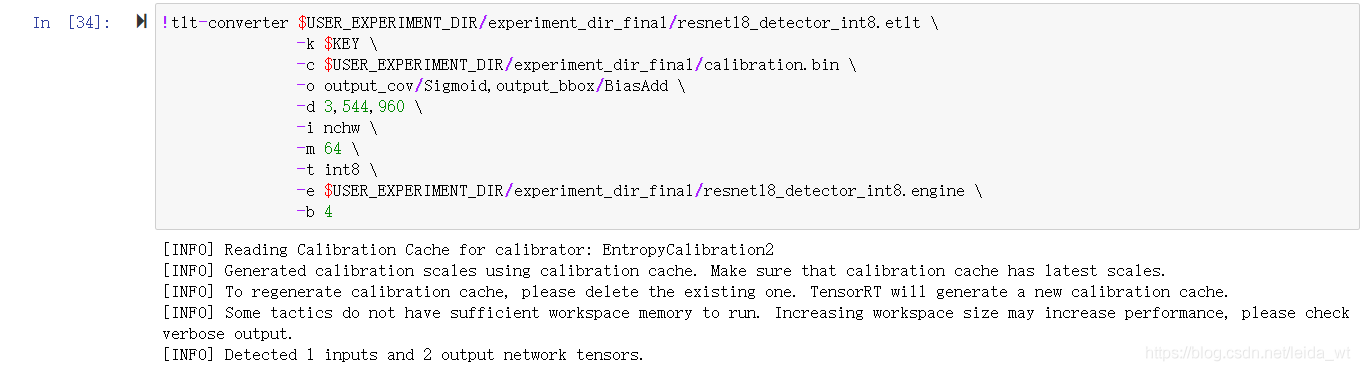 In [34]:
!tlt-converter $USER_EXPERIMENT_DIR/experiment_dir_final/resnet18_detector_int8.etlt \
-k $KEY \
-c $USER_EXPERIMENT_DIR/experiment_dir_final/calibration.bin \
-o output_cov/Sigmoid,output_bbox/BiasAdd \
-d 3,544,960 \
-i nchw \
-m 64 \
-t int8 \
-e $USER_EXPERIMENT_DIR/experiment_dir_final/resnet18_detector_int8.engine \
-b 4
[INFO] Reading Calibration Cache for calibrator: EntropyCalibration2
[INFO] Generated calibration scales using calibration cache. Make sure that calibration cache has latest scales.
[INFO] To regenerate calibration cache, please delete the existing one. TensorRT will generate a new calibration cache.
[INFO] Some tactics do not have sufficient workspace memory to run. Increasing workspace size may increase performance, please check
verbose output.
[INFO] Detected 1 inputs and 2 output network tensors.
https://blog.csdn.net/leida_wt